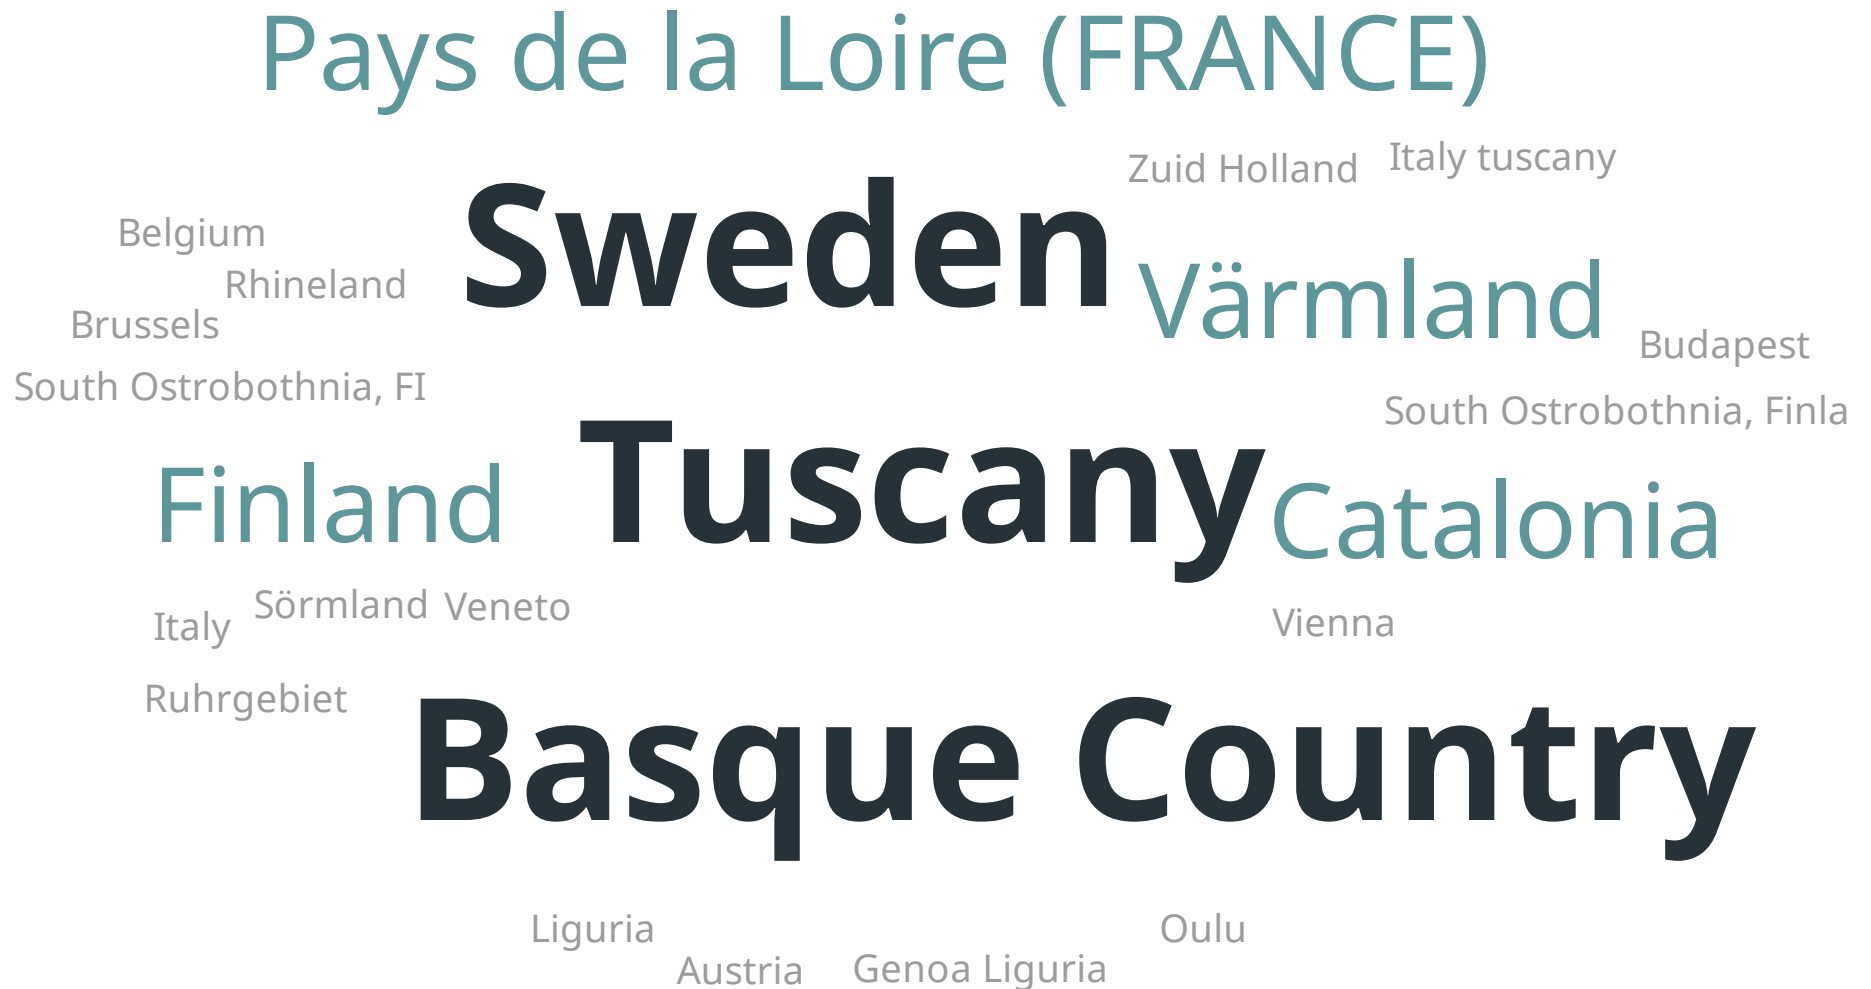 Pays de la Loire (FRANCE)
Zuid Holland
Italy tuscany
Sweden
Belgium
Rhineland
Värmland
Brussels
Budapest
South Ostrobothnia, FI
South Ostrobothnia, Finla
Tuscany
Finland
Catalonia
Sörmland
Veneto
Italy
Vienna
Ruhrgebiet
Basque Country
Liguria
Oulu
Austria
Genoa Liguria